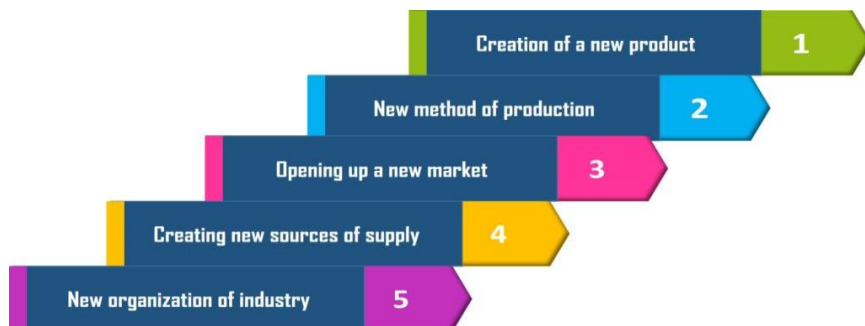 Creation of a new product 1
New method of production 2
Opening up a new market 3
Creating new sources of supply 4
New organization of industry 5